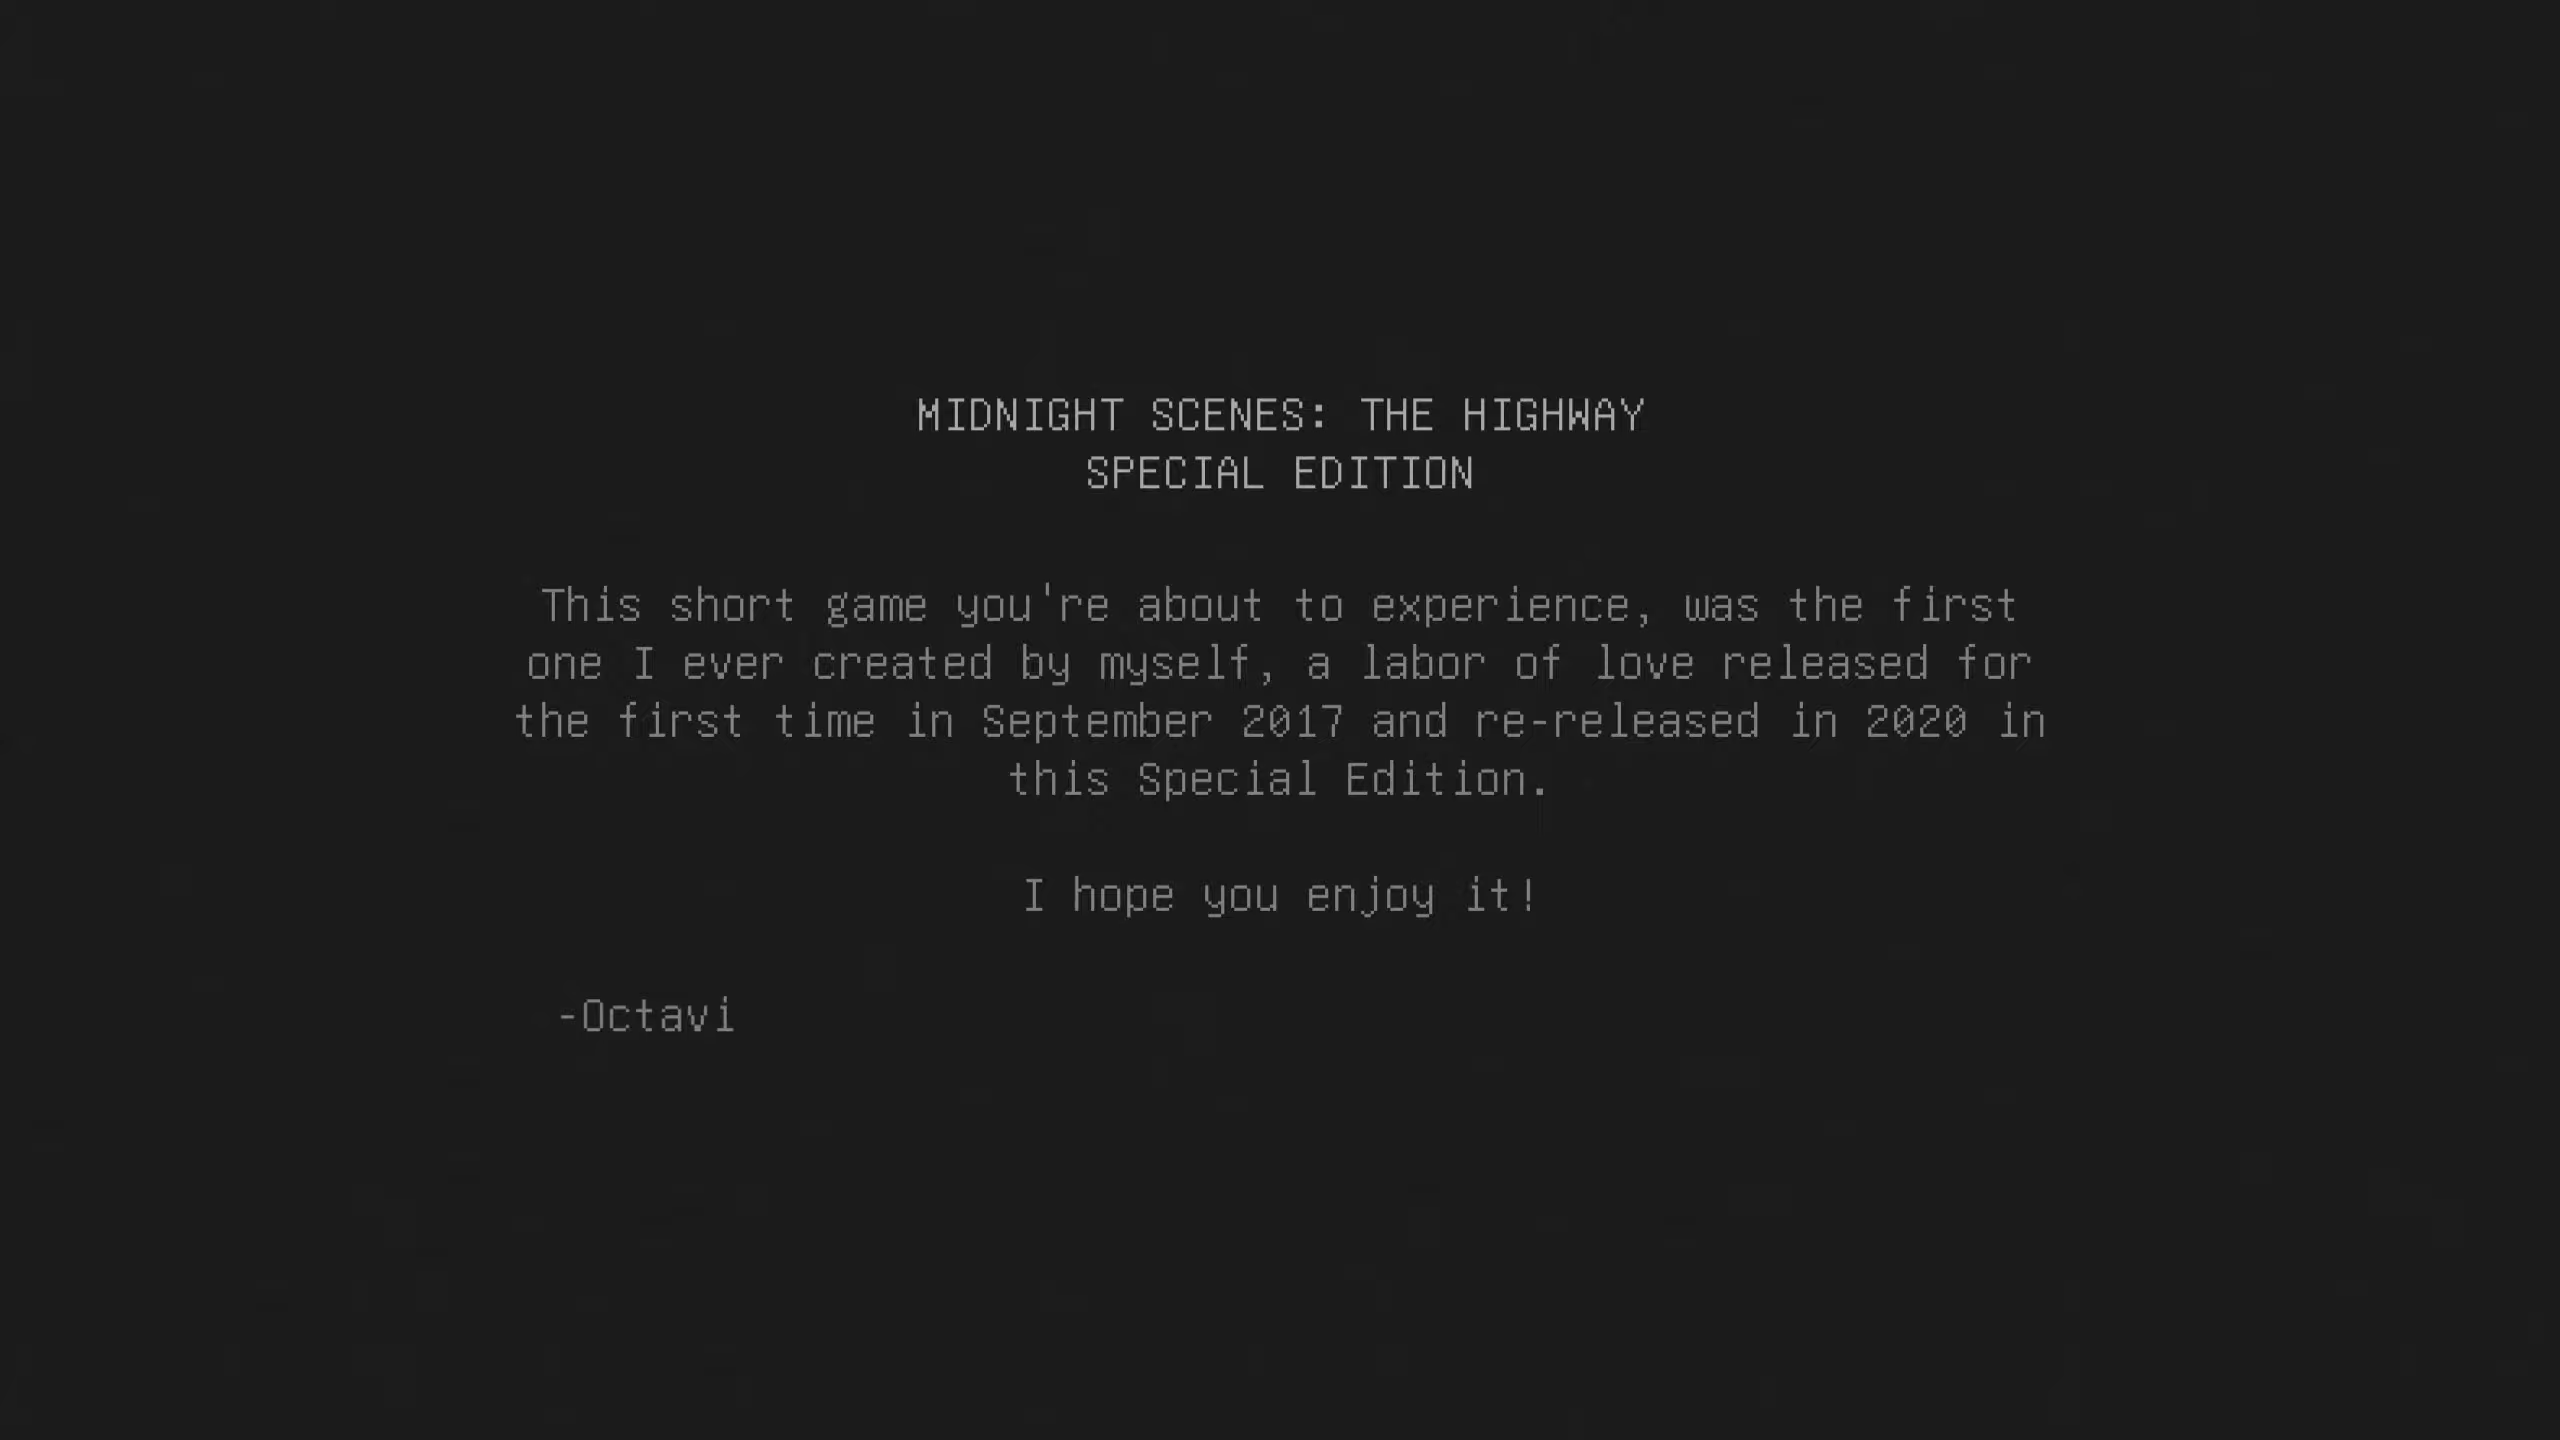 MIDNIGHT SCENES: THE HIGHWAY
SPECIAL EDITION
This short game you're about to experience, was the first
one I ever created by myself, a labor of love released for
the first time in September 2017 and re-released in 2020 in
this Special Edition.
I hope you enjoy it!
-Octavi